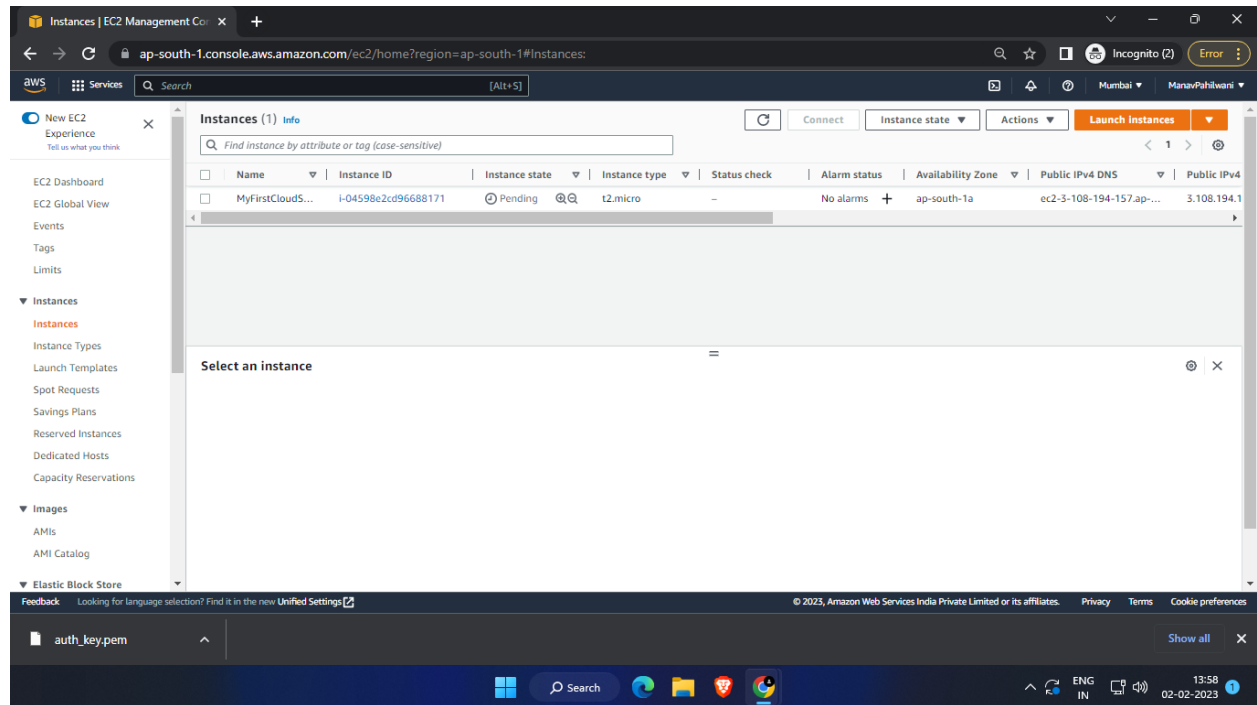 Instances | EC2 Management Con
ap-south-1.console.aws.amazon.com/ec2/home?region=ap-south-1#Instances:
Incognito (2)
Error
aws
Services
Search
[Alt+S]
Mumbai
ManavPahilwani
New EC2
Experience
Tell us what you think
EC2 Dashboard
EC2 Global View
Events
Tags
Limits
Instances
Instances
Instance Types
Launch Templates
Spot Requests
Savings Plans
Reserved Instances
Dedicated Hosts
Capacity Reservations
Images
AMIs
AMI Catalog
Elastic Block Store
Instances (1) Info
Connect
Instance state
Actions
Launch instances
Find instance by attribute or tag (case-sensitive)
1
Name Instance ID Instance state Instance type Status check Alarm status Availability Zone Public IPv4 DNS Public IPv4
MyFirstCloudS... i-04598e2cd96688171 Pending t2.micro – No alarms + ap-south-1a ec2-3-108-194-157.ap-... 3.108.194.1
Select an instance
Feedback Looking for language selection? Find it in the new Unified Settings
© 2023, Amazon Web Services India Private Limited or its affiliates. Privacy Terms Cookie preferences
auth_key.pem
Show all
Search
ENG
IN
13:58
02-02-2023
1